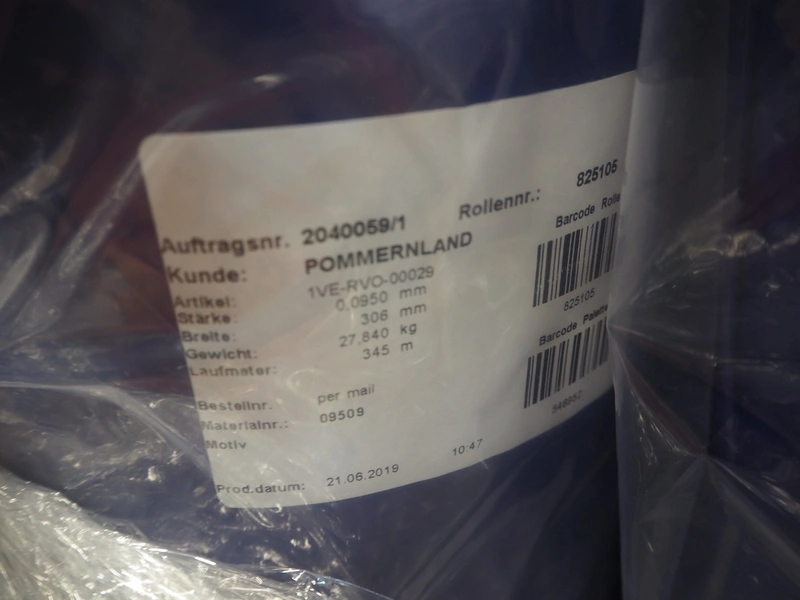 Auftragsnr. 2040059/1 Rollennr.: 825105
Kunde: POMMERNLAND
Artikel: 1VE-RVO-00029
Stärke: 0,0950 mm
Breite: 306 mm
Gewicht: 27,840 kg
Laufmeter: 345 m
Bestellnr. per mail
Materialnr.: 09509
Motiv
Prod.datum: 21.06.2019 10:47
Barcode Rolle
825105
Barcode Palette